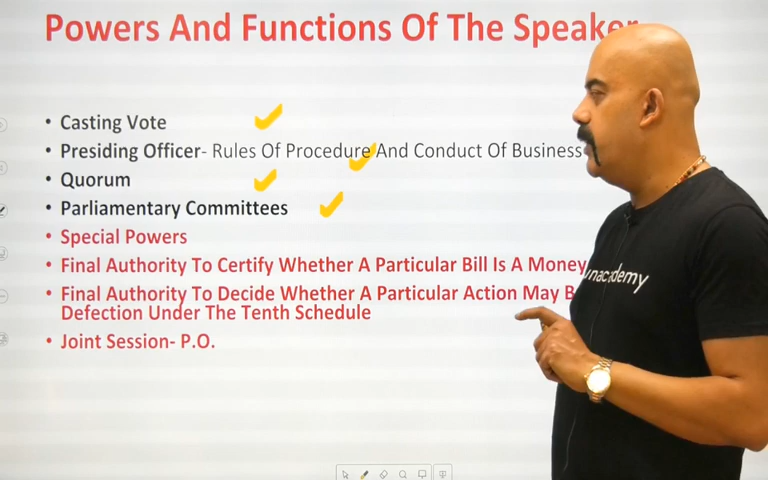 Powers And Functions Of The Speaker
• Casting Vote
• Presiding Officer- Rules Of Procedure And Conduct Of Business
• Quorum
• Parliamentary Committees
• Special Powers
• Final Authority To Certify Whether A Particular Bill Is A Money
• Final Authority To Decide Whether A Particular Action May
Defection Under The Tenth Schedule
• Joint Session- P.O.
unacademy